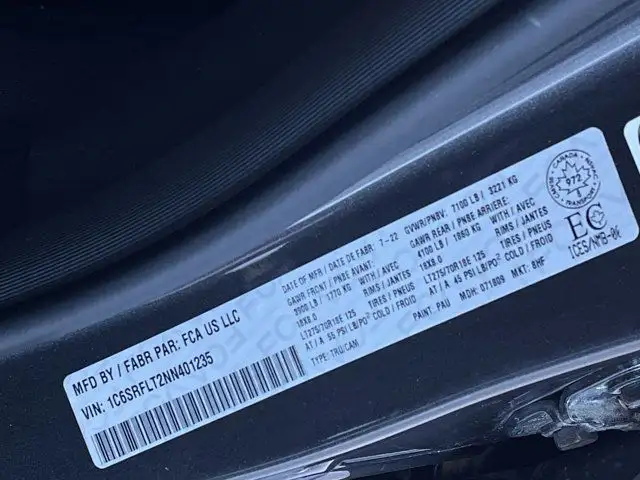 MFD BY / FABR PAR: FCA US LLC
VIN: 1C6SRFLT2NN401235
DATE OF MFR / DATE DE FABR: 7-22 GVWR/PNBV: 7100 LB / 3221 KG
GAWR FRONT / PNBE AVANT: GAWR REAR / PNBE ARRIERE:
3900 LB / 1770 KG WITH / AVEC 4100 LB / 1860 KG WITH / AVEC
18X8.0 RIMS / JANTES 18X8.0 RIMS / JANTES
LT275/70R18E 125 TIRES / PNEUS LT275/70R18E 125 TIRES / PNEUS
AT / A 55 PSI LB/PO² COLD / FROID AT / A 45 PSI LB/PO² COLD / FROID
TYPE: TRU/CAM PAINT: PAU MDH: 071809 MKT: 8HF
CANADA
972
TRANSPORT
EC
ICES/NMB-06